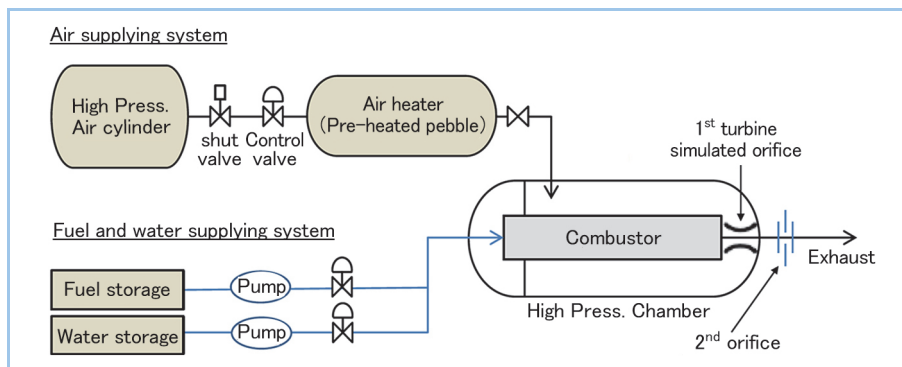 Air supplying system
High Press.
Air cylinder
shut
valve
Control
valve
Air heater
(Pre-heated pebble)
1st turbine
simulated orifice
Fuel and water supplying system
Combustor
Exhaust
Fuel storage
Pump
High Press. Chamber
Water storage
Pump
2nd orifice